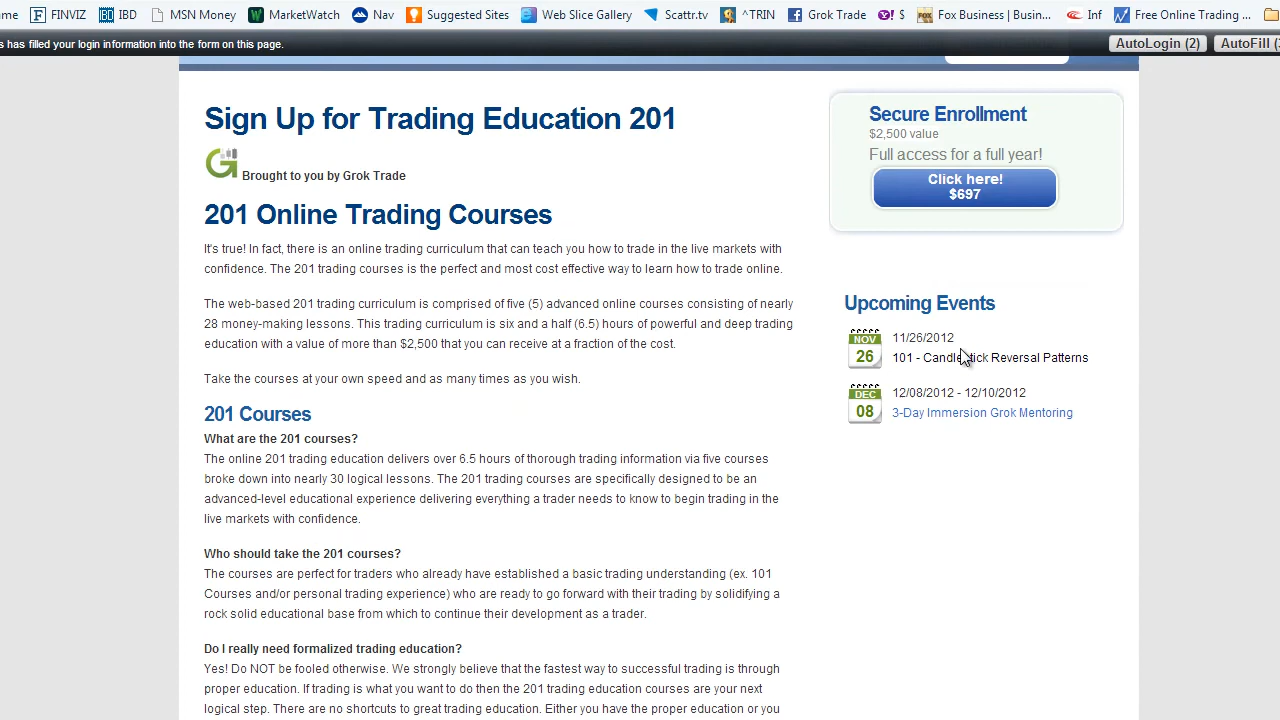 FINVIZ IBD IBD MSN Money MarketWatch Nav Suggested Sites Web Slice Gallery Scattr.tv ^TRIN Grok Trade $ Fox Business | Busin... Inf Free Online Trading ...
s has filled your login information into the form on this page. AutoLogin (2) AutoFill (
Sign Up for Trading Education 201
Brought to you by Grok Trade
201 Online Trading Courses
It's true! In fact, there is an online trading curriculum that can teach you how to trade in the live markets with
confidence. The 201 trading courses is the perfect and most cost effective way to learn how to trade online.
The web-based 201 trading curriculum is comprised of five (5) advanced online courses consisting of nearly
28 money-making lessons. This trading curriculum is six and a half (6.5) hours of powerful and deep trading
education with a value of more than $2,500 that you can receive at a fraction of the cost.
Take the courses at your own speed and as many times as you wish.
201 Courses
What are the 201 courses?
The online 201 trading education delivers over 6.5 hours of thorough trading information via five courses
broke down into nearly 30 logical lessons. The 201 trading courses are specifically designed to be an
advanced-level educational experience delivering everything a trader needs to know to begin trading in the
live markets with confidence.
Who should take the 201 courses?
The courses are perfect for traders who already have established a basic trading understanding (ex. 101
Courses and/or personal trading experience) who are ready to go forward with their trading by solidifying a
rock solid educational base from which to continue their development as a trader.
Do I really need formalized trading education?
Yes! Do NOT be fooled otherwise. We strongly believe that the fastest way to successful trading is through
proper education. If trading is what you want to do then the 201 trading education courses are your next
logical step. There are no shortcuts to great trading education. Either you have the proper education or you
Secure Enrollment
$2,500 value
Full access for a full year!
Click here!
$697
Upcoming Events
NOV
26
11/26/2012
101 - Candlestick Reversal Patterns
DEC
08
12/08/2012 - 12/10/2012
3-Day Immersion Grok Mentoring